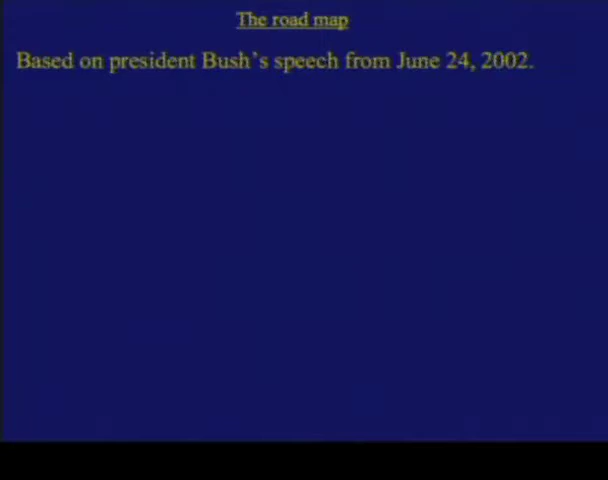 The road map
Based on president Bush's speech from June 24, 2002.